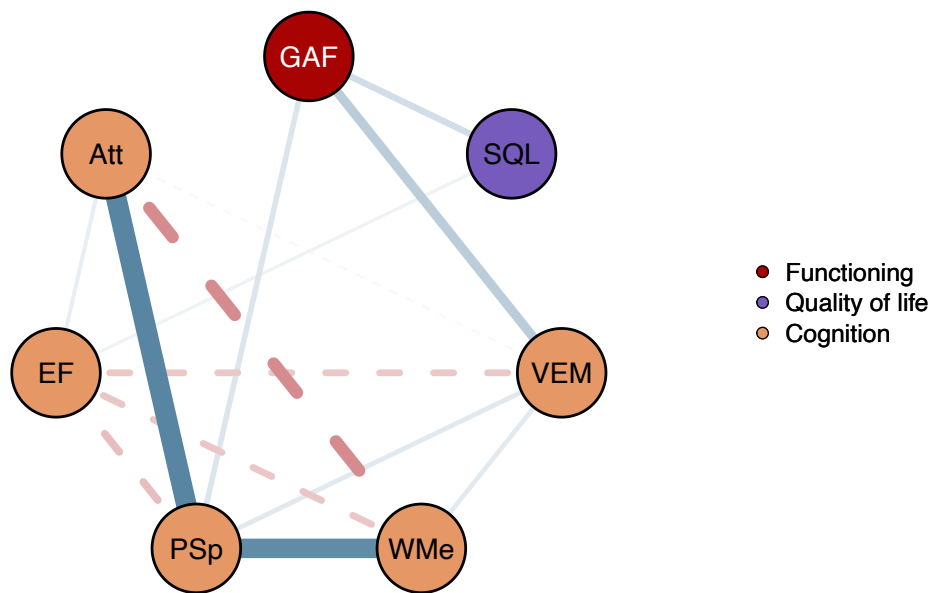 GAF
Att
SQL
EF
VEM
PSp
WMe
Functioning
Quality of life
Cognition